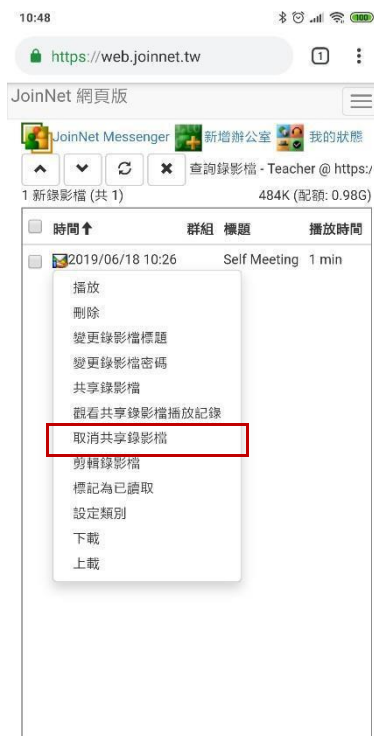 10:48
100
https://web.joinnet.tw
1
JoinNet 網頁版
JoinNet Messenger 新增辦公室 我的狀態
查詢錄影檔 - Teacher @ https:/
1 新錄影檔 (共 1) 484K (配額: 0.98G)
時間 群組 標題 播放時間
2019/06/18 10:26 Self Meeting 1 min
播放
刪除
變更錄影檔標題
變更錄影檔密碼
共享錄影檔
觀看共享錄影檔播放記錄
取消共享錄影檔
剪輯錄影檔
標記為已讀取
設定類別
下載
上載